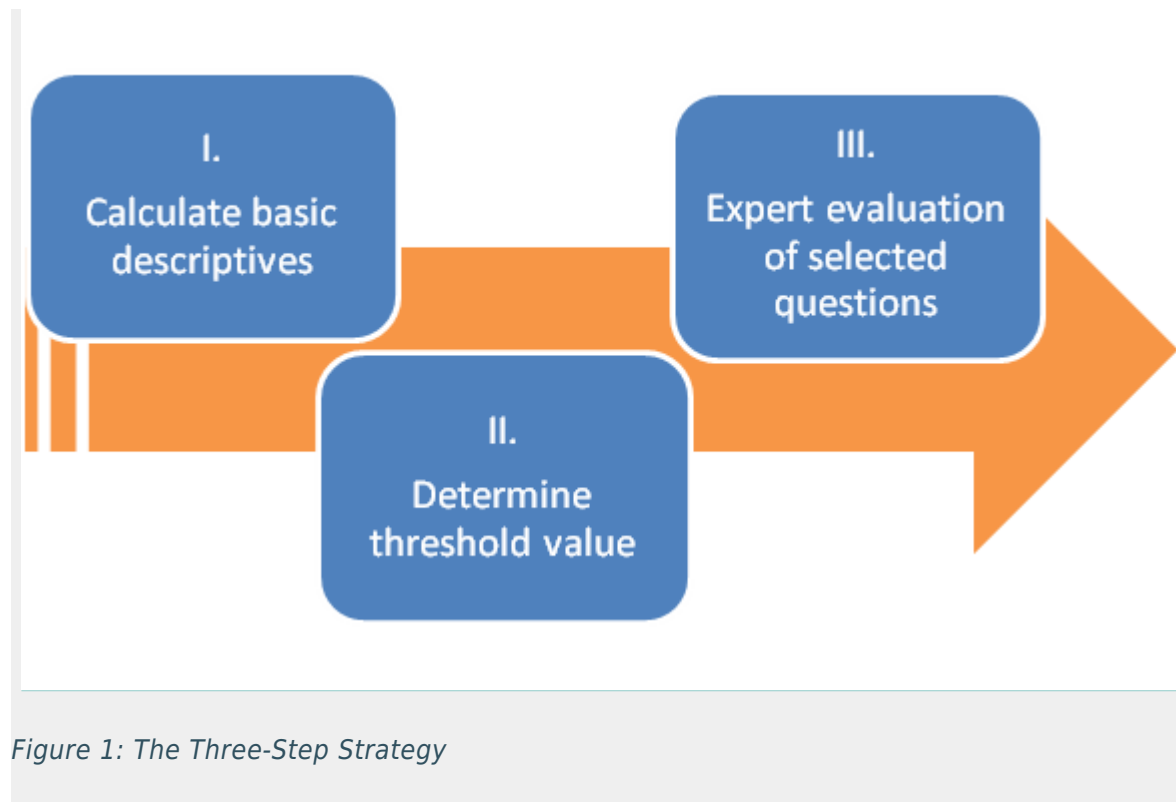 I.
Calculate basic
descriptives
II.
Determine
threshold value
III.
Expert evaluation
of selected
questions
Figure 1: The Three-Step Strategy